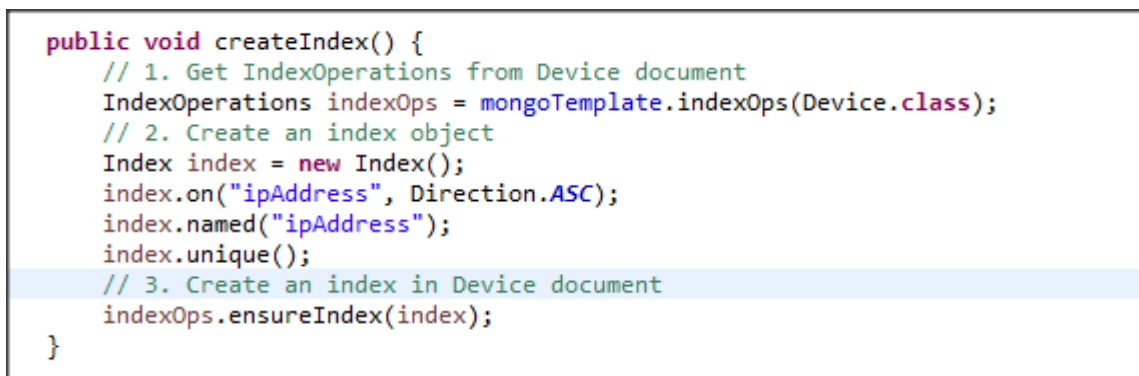 public void createIndex() {
    // 1. Get IndexOperations from Device document
    IndexOperations indexOps = mongoTemplate.indexOps(Device.class);
    // 2. Create an index object
    Index index = new Index();
    index.on("ipAddress", Direction.ASC);
    index.named("ipAddress");
    index.unique();
    // 3. Create an index in Device document
    indexOps.ensureIndex(index);
}